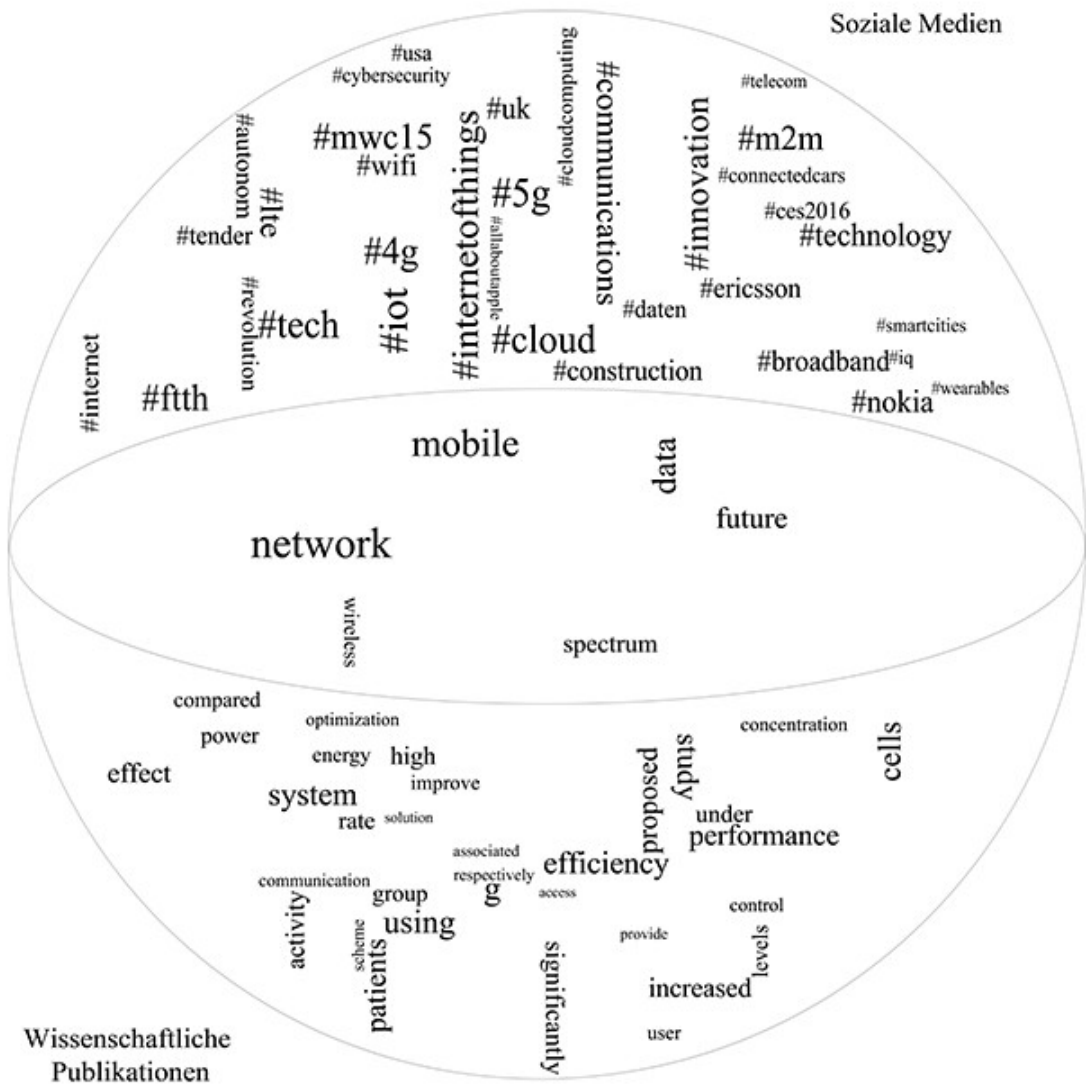 Soziale Medien
#usa
#cybersecurity
#cloudcomputing
#communications
#telecom
#uk
#innovation
#mwc15
#m2m
#autonom
#wifi
#internetofthings
#connectedcars
#lte
#5g
#ces2016
#tender
#technology
#4g
#allaboutapple
#revolution
#ericsson
#iot
#daten
#tech
#smartcities
#cloud
#internet
#construction
#broadband
#iq
#wearables
#ftth
#nokia
mobile
data
future
network
wireless
spectrum
compared
optimization
concentration
power
energy
high
study
cells
effect
improve
proposed
system
under
rate
solution
performance
associated
efficiency
communication
respectively
group
g
access
control
activity
using
scheme
patients
provide
levels
significantly
increased
user
Wissenschaftliche
Publikationen